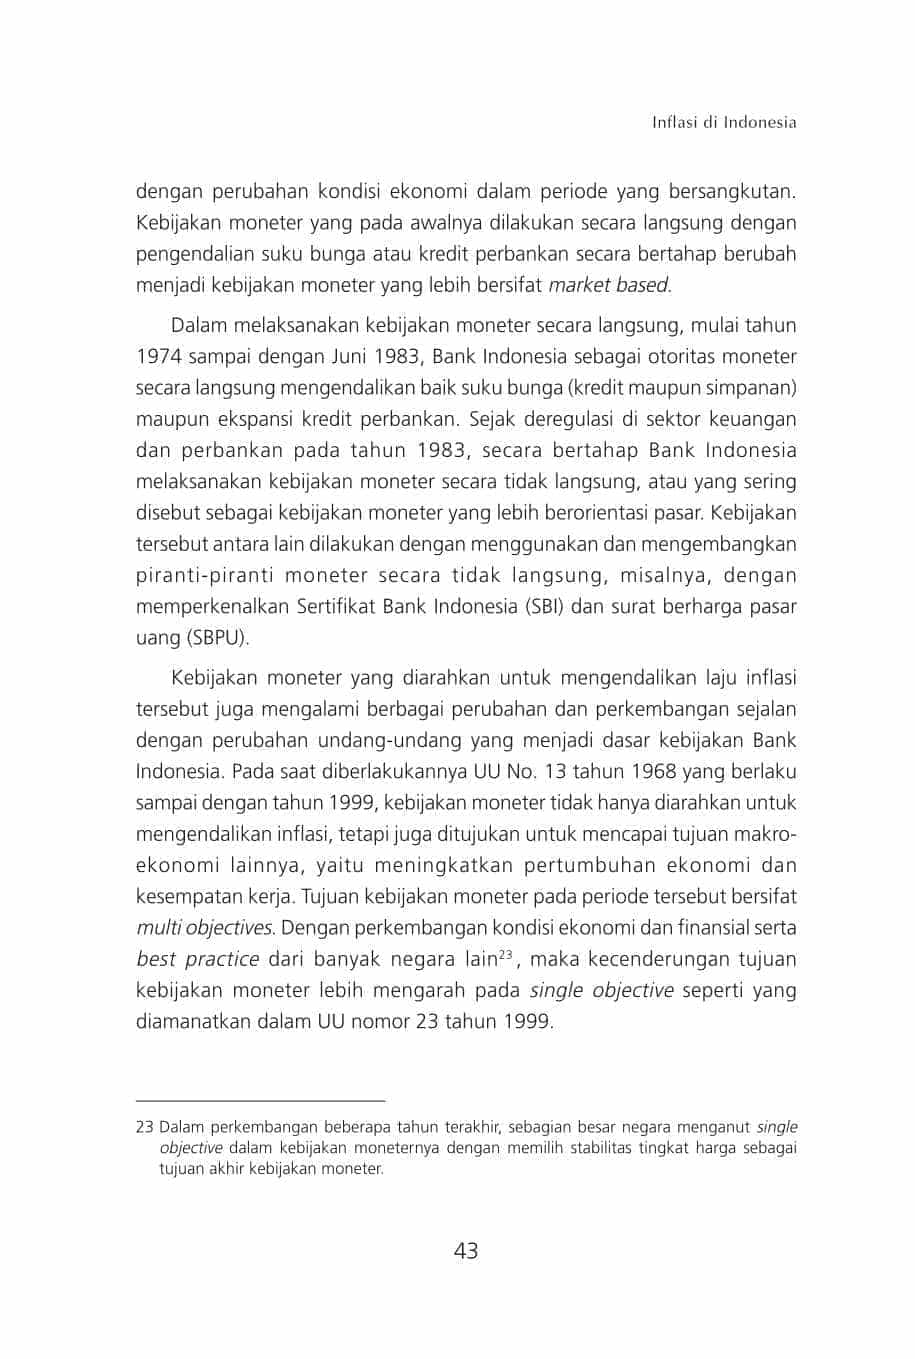 Inflasi di Indonesia
dengan perubahan kondisi ekonomi dalam periode yang bersangkutan.
Kebijakan moneter yang pada awalnya dilakukan secara langsung dengan
pengendalian suku bunga atau kredit perbankan secara bertahap berubah
menjadi kebijakan moneter yang lebih bersifat market based.
Dalam melaksanakan kebijakan moneter secara langsung, mulai tahun
1974 sampai dengan Juni 1983, Bank Indonesia sebagai otoritas moneter
secara langsung mengendalikan baik suku bunga (kredit maupun simpanan)
maupun ekspansi kredit perbankan. Sejak deregulasi di sektor keuangan
dan perbankan pada tahun 1983, secara bertahap Bank Indonesia
melaksanakan kebijakan moneter secara tidak langsung, atau yang sering
disebut sebagai kebijakan moneter yang lebih berorientasi pasar. Kebijakan
tersebut antara lain dilakukan dengan menggunakan dan mengembangkan
piranti-piranti moneter secara tidak langsung, misalnya, dengan
memperkenalkan Sertifikat Bank Indonesia (SBI) dan surat berharga pasar
uang (SBPU).
Kebijakan moneter yang diarahkan untuk mengendalikan laju inflasi
tersebut juga mengalami berbagai perubahan dan perkembangan sejalan
dengan perubahan undang-undang yang menjadi dasar kebijakan Bank
Indonesia. Pada saat diberlakukannya UU No. 13 tahun 1968 yang berlaku
sampai dengan tahun 1999, kebijakan moneter tidak hanya diarahkan untuk
mengendalikan inflasi, tetapi juga ditujukan untuk mencapai tujuan makro-
ekonomi lainnya, yaitu meningkatkan pertumbuhan ekonomi dan
kesempatan kerja. Tujuan kebijakan moneter pada periode tersebut bersifat
multi objectives. Dengan perkembangan kondisi ekonomi dan finansial serta
best practice dari banyak negara lain23 , maka kecenderungan tujuan
kebijakan moneter lebih mengarah pada single objective seperti yang
diamanatkan dalam UU nomor 23 tahun 1999.
23 Dalam perkembangan beberapa tahun terakhir, sebagian besar negara menganut single
objective dalam kebijakan moneternya dengan memilih stabilitas tingkat harga sebagai
tujuan akhir kebijakan moneter.
43